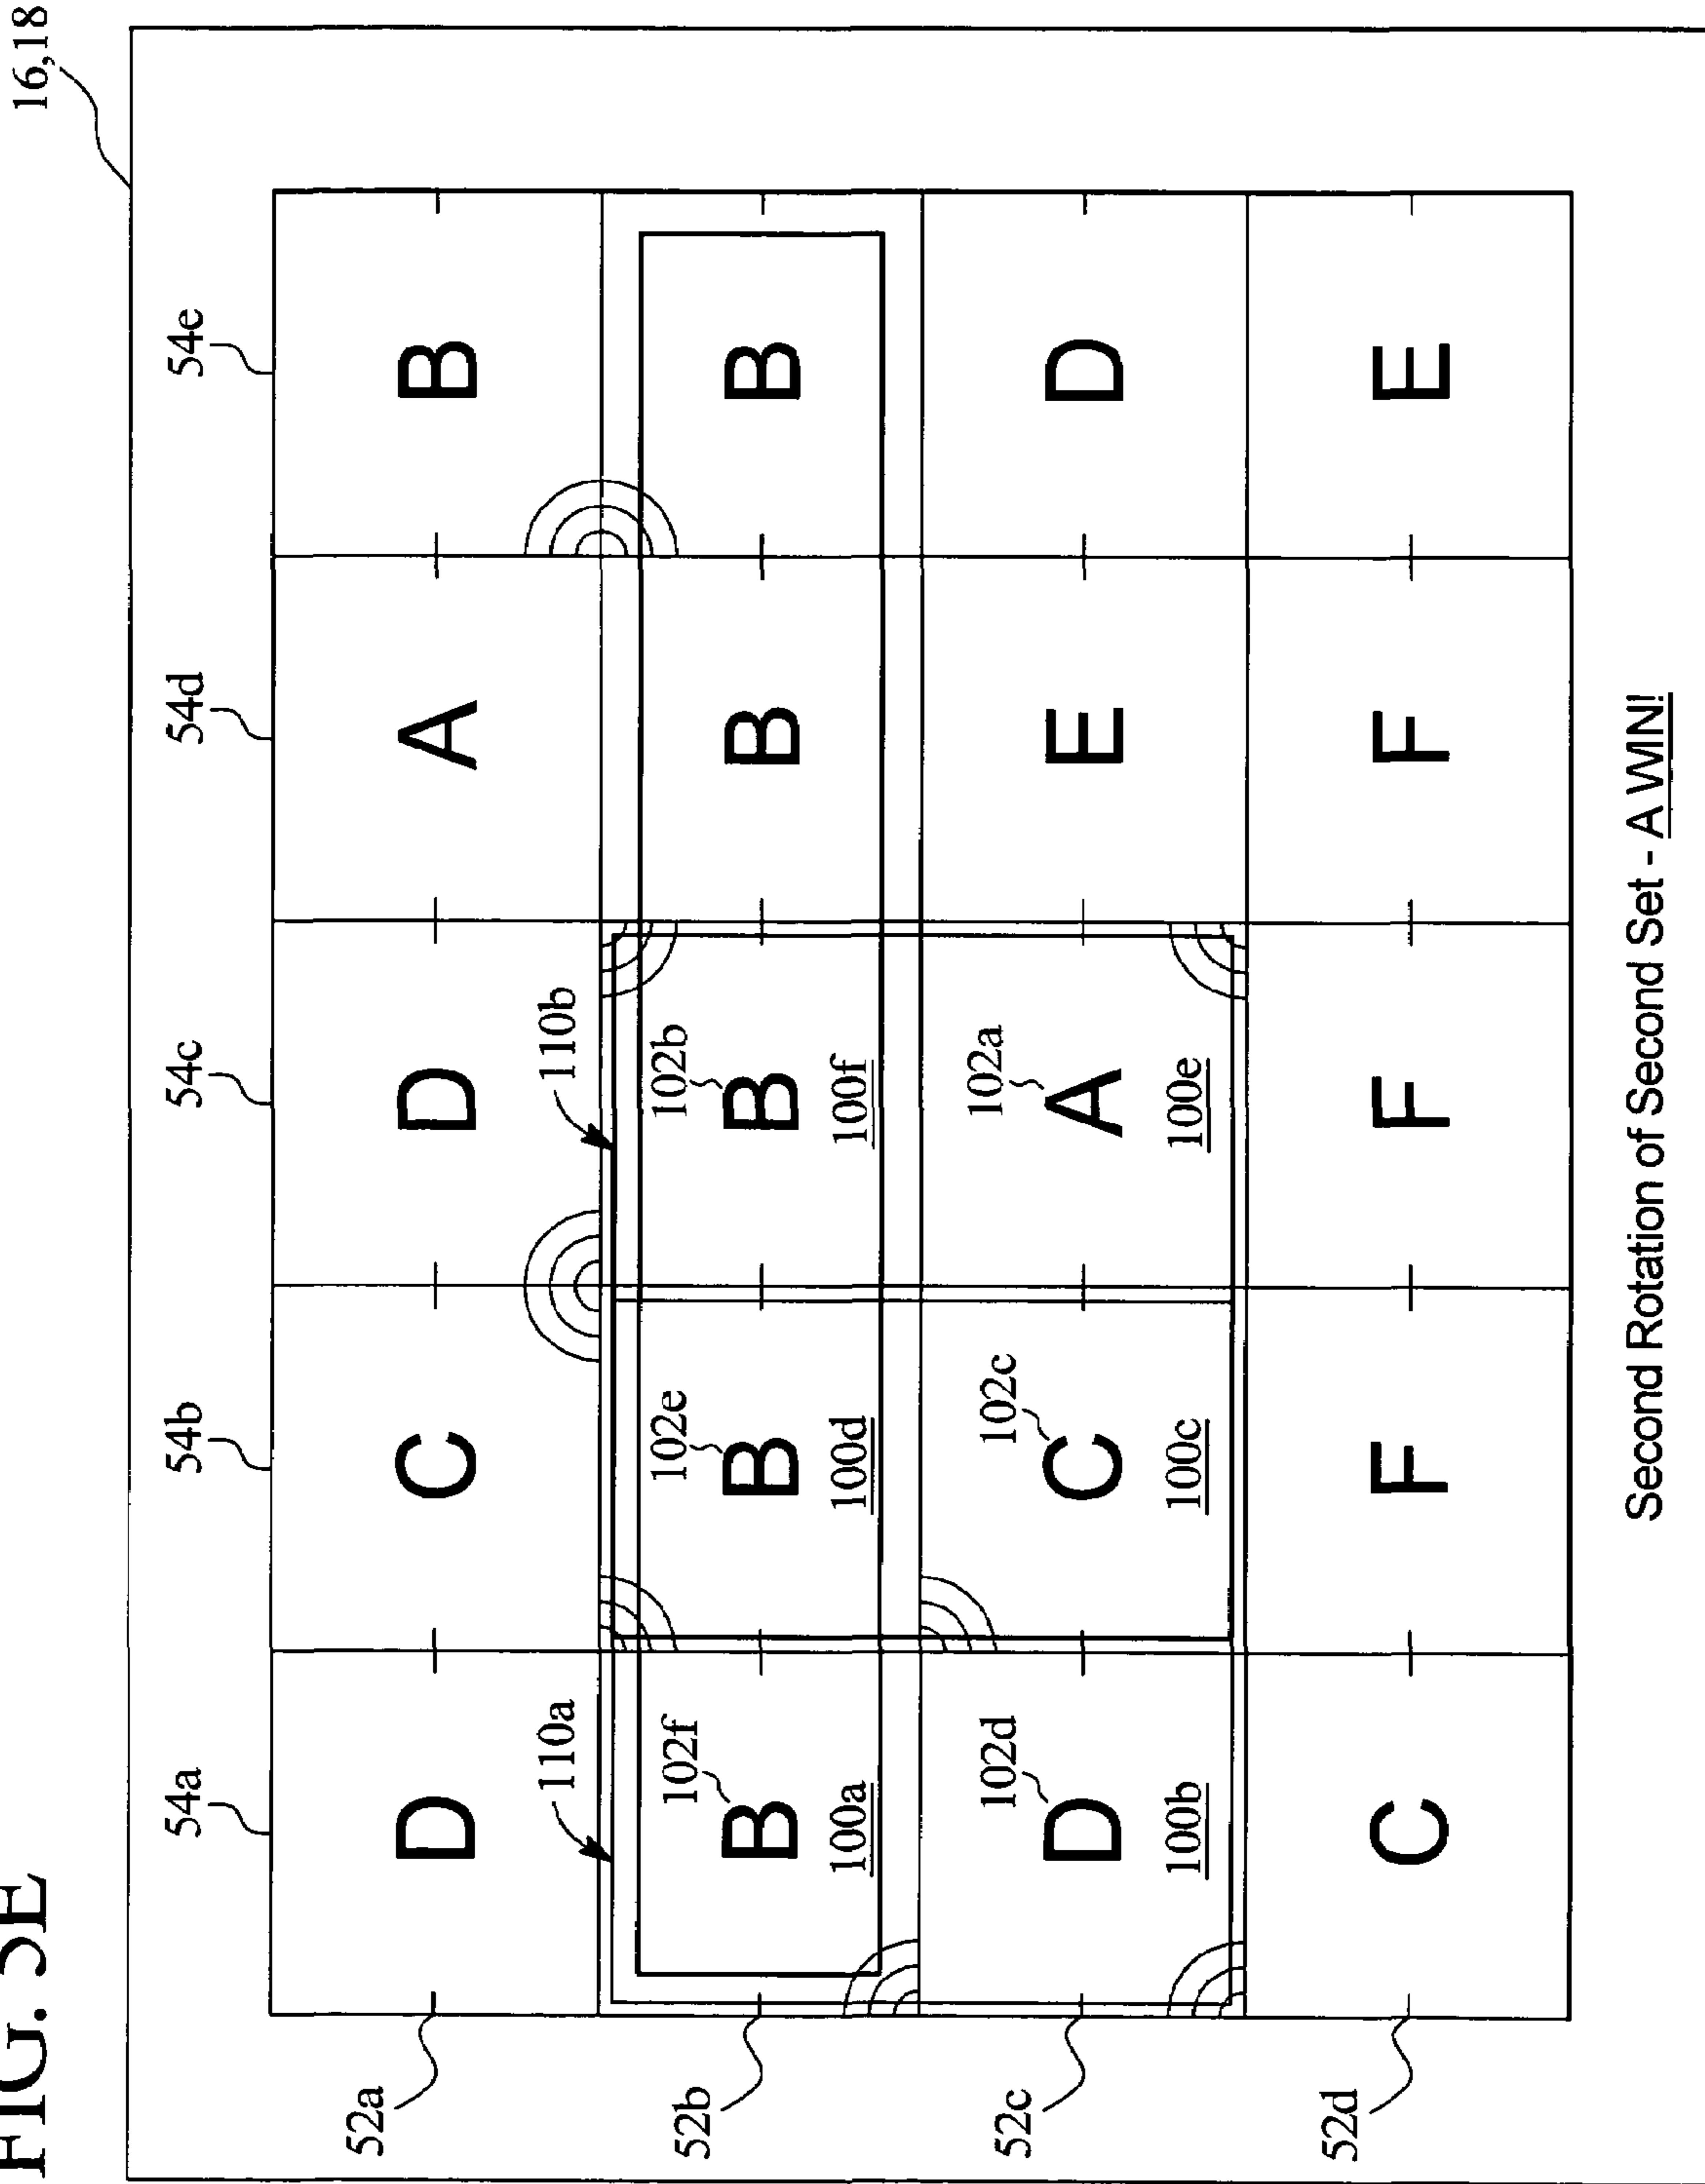 FIG. 5E 16,18
54a 54b 54c 54d 54e
52a D C D A B
110a 110b
102f 102e 102b
52b B B B B B
100a 100d 100f
102d 102c 102a
52c D C A E D
100b 100c 100e
52d C F F F E
Second Rotation of Second Set - A WIN!